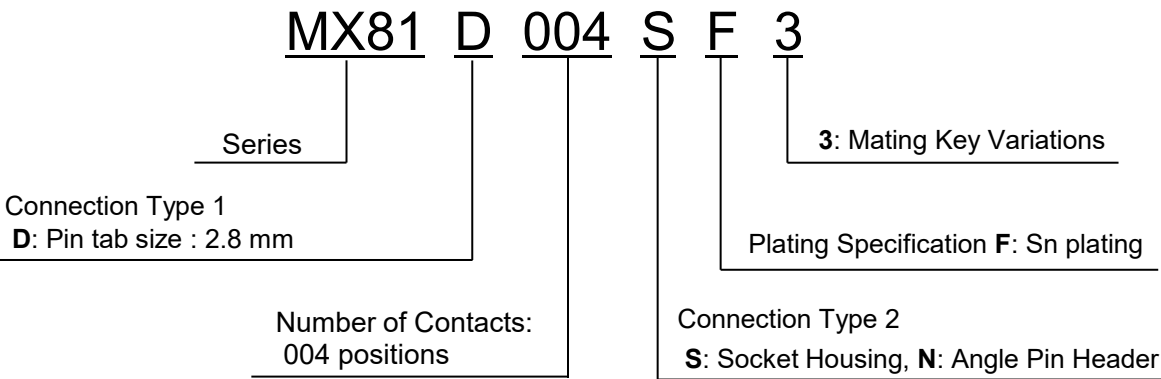 MX81 D 004 S F 3
Series
3: Mating Key Variations
Connection Type 1
D: Pin tab size : 2.8 mm
Plating Specification F: Sn plating
Number of Contacts:
004 positions
Connection Type 2
S: Socket Housing, N: Angle Pin Header